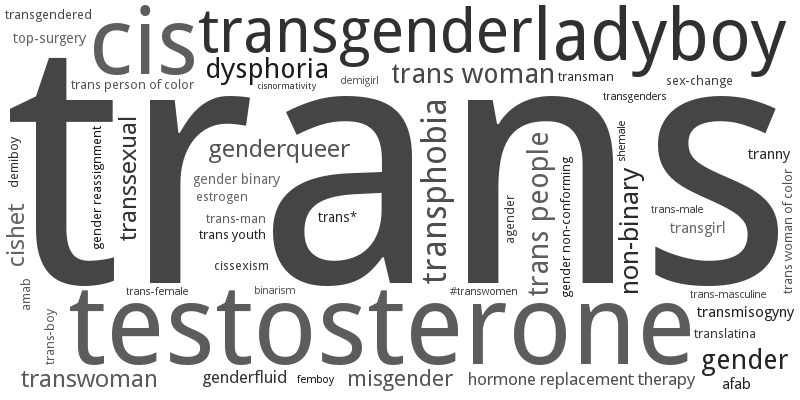 transgendered
cis
transgender
ladyboy
top-surgery
dysphoria
trans woman
transman
sex-change
demigirl
cisnormativity
trans person of color
transgenders
trans
demiboy
gender reassignment
transsexual
genderqueer
transphobia
shemale
tranny
gender binary
estrogen
trans people
gender non-conforming
non-binary
trans woman of color
cishet
trans-man
trans*
agender
trans-male
transgirl
trans youth
cissexism
amab
trans-female
binarism
#transwomen
trans-masculine
testosterone
transmisogyny
trans-boy
translatina
gender
transwoman
genderfluid
femboy
misgender
hormone replacement therapy
afab